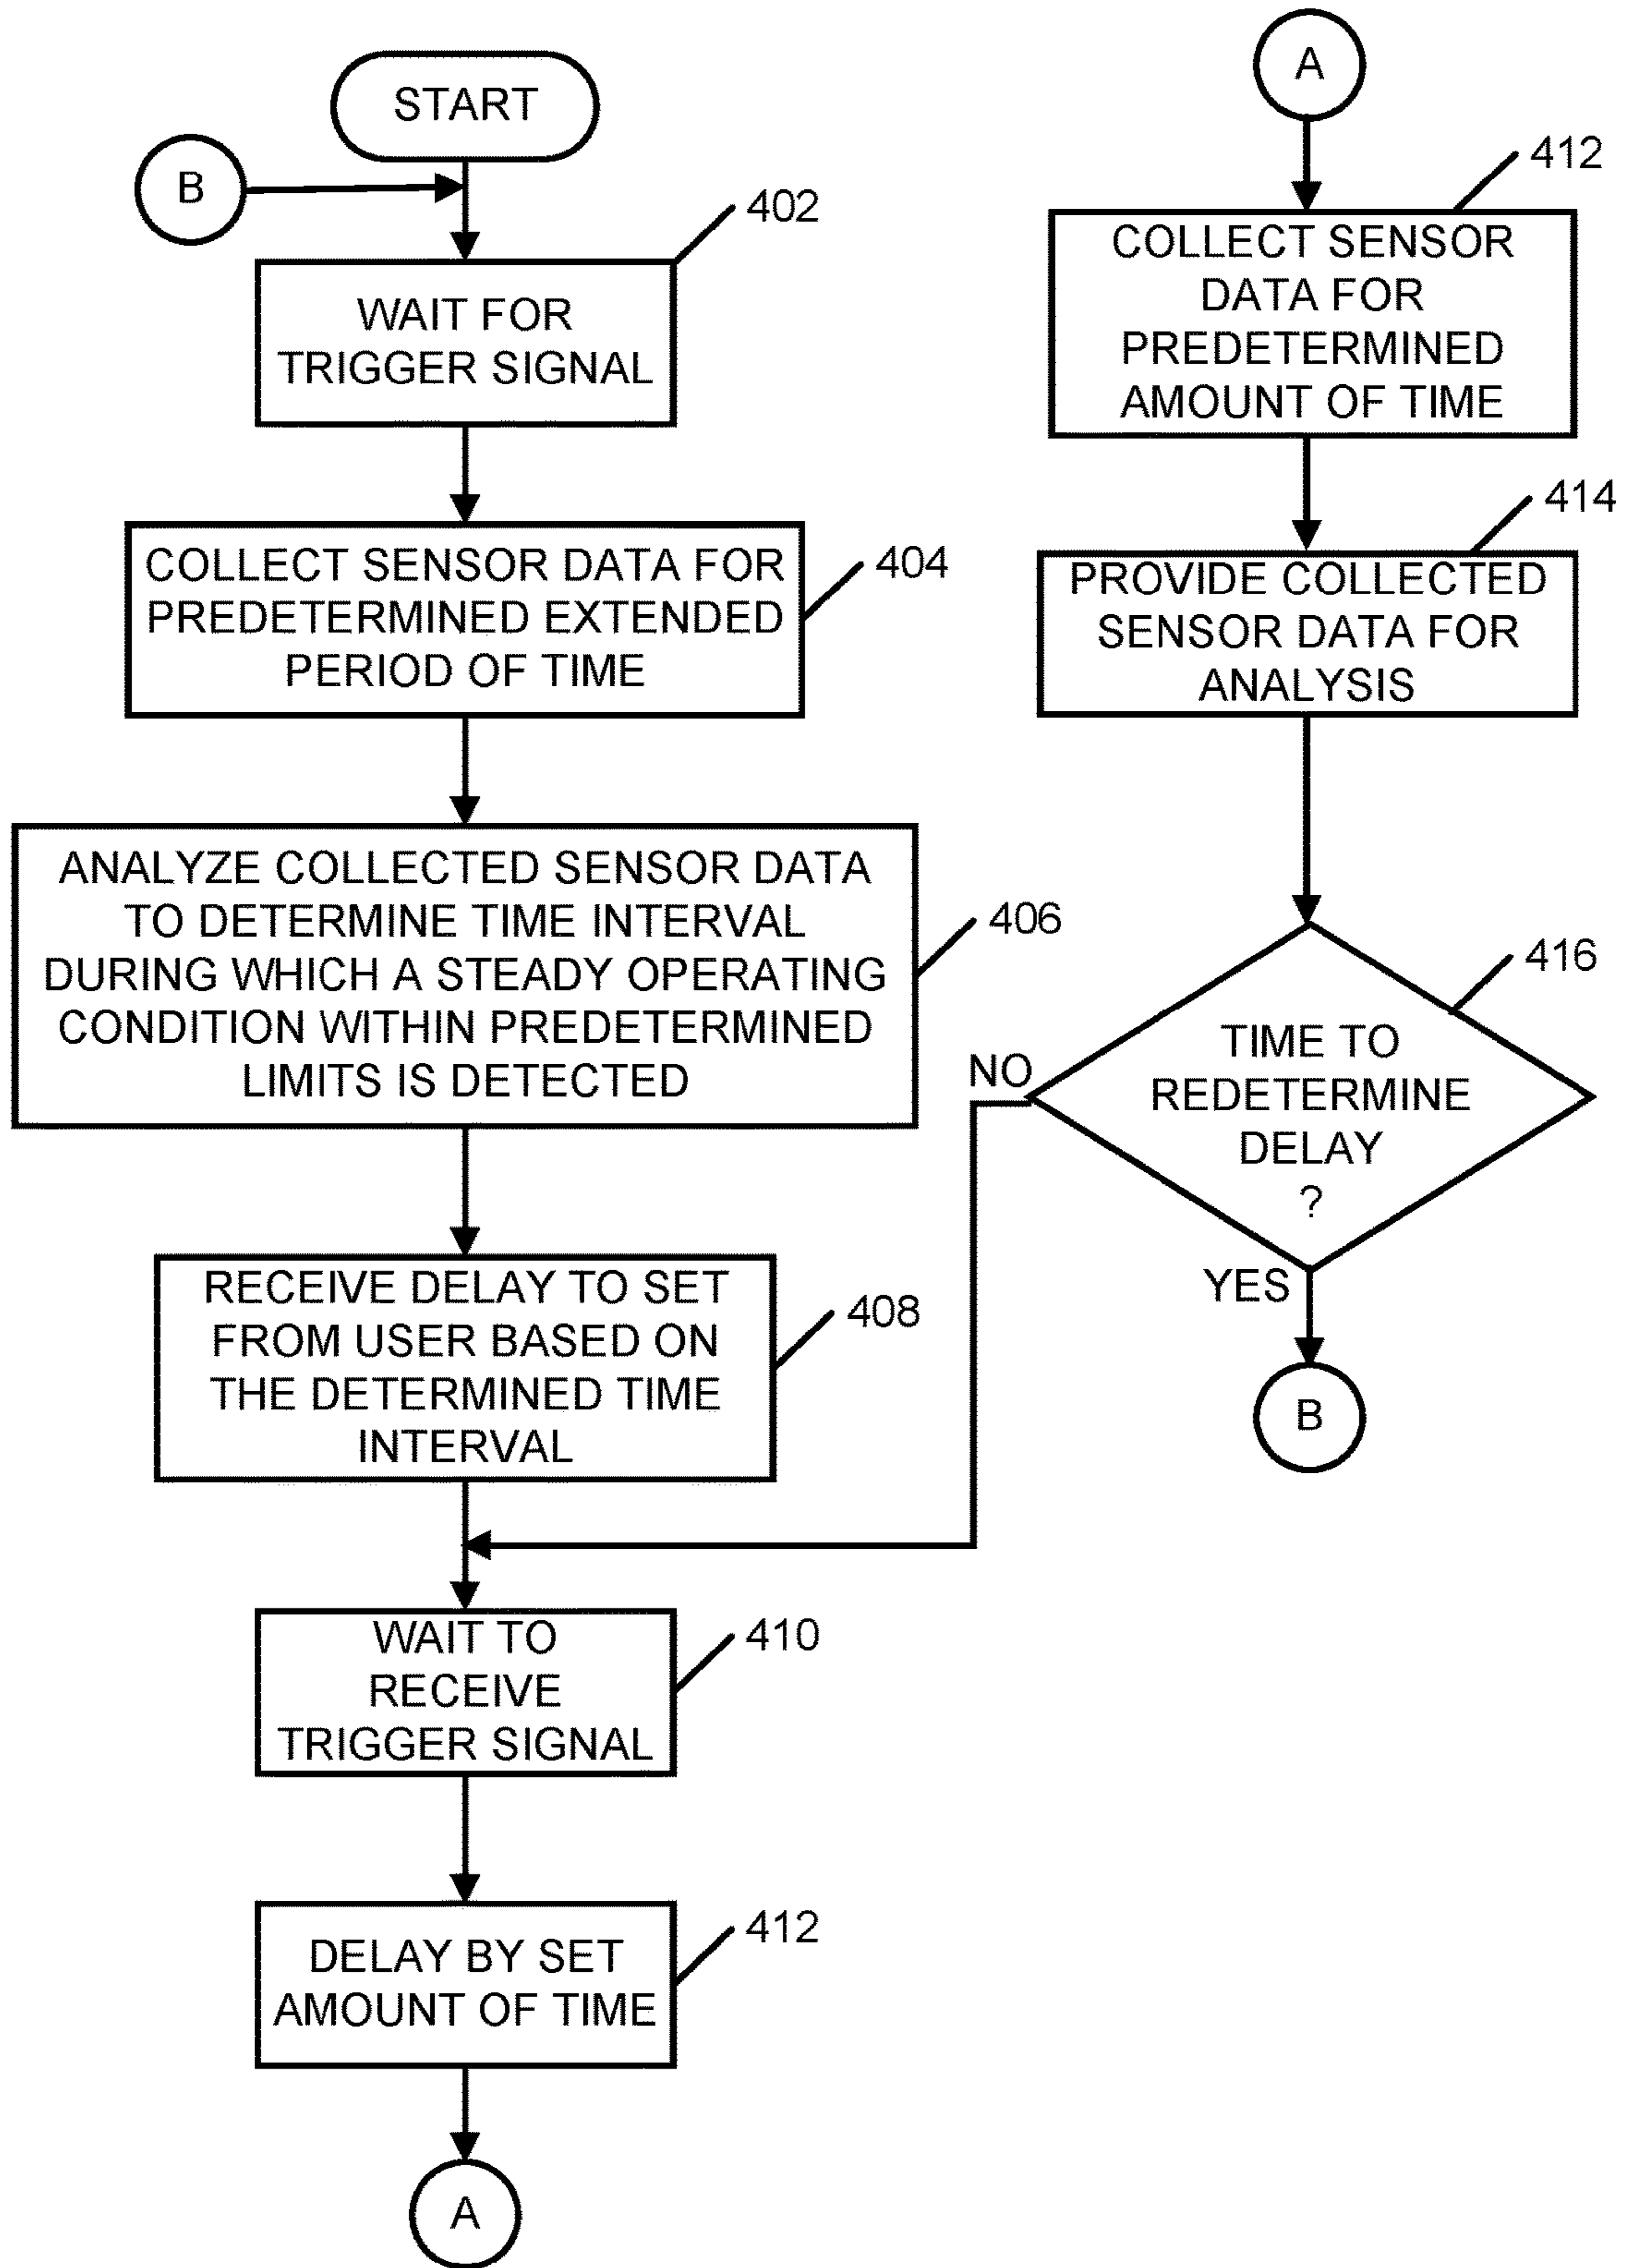 START
B
402
WAIT FOR
TRIGGER SIGNAL
COLLECT SENSOR DATA FOR
PREDETERMINED EXTENDED
PERIOD OF TIME
404
ANALYZE COLLECTED SENSOR DATA
TO DETERMINE TIME INTERVAL
DURING WHICH A STEADY OPERATING
CONDITION WITHIN PREDETERMINED
LIMITS IS DETECTED
406
RECEIVE DELAY TO SET
FROM USER BASED ON
THE DETERMINED TIME
INTERVAL
408
WAIT TO
RECEIVE
TRIGGER SIGNAL
410
DELAY BY SET
AMOUNT OF TIME
412
A
A
412
COLLECT SENSOR
DATA FOR
PREDETERMINED
AMOUNT OF TIME
414
PROVIDE COLLECTED
SENSOR DATA FOR
ANALYSIS
416
TIME TO
REDETERMINE
DELAY
?
NO
YES
B